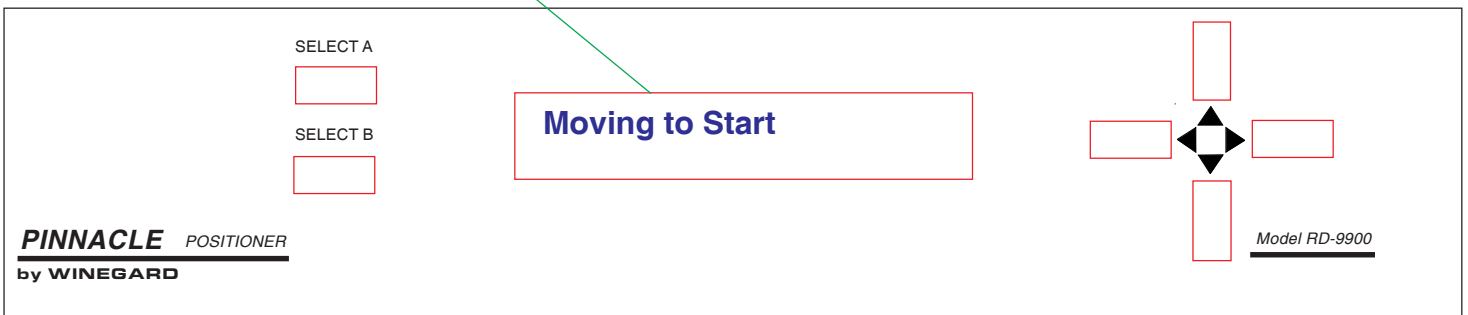 SELECT A
Moving to Start
SELECT B
PINNACLE POSITIONER
by WINEGARD
Model RD-9900